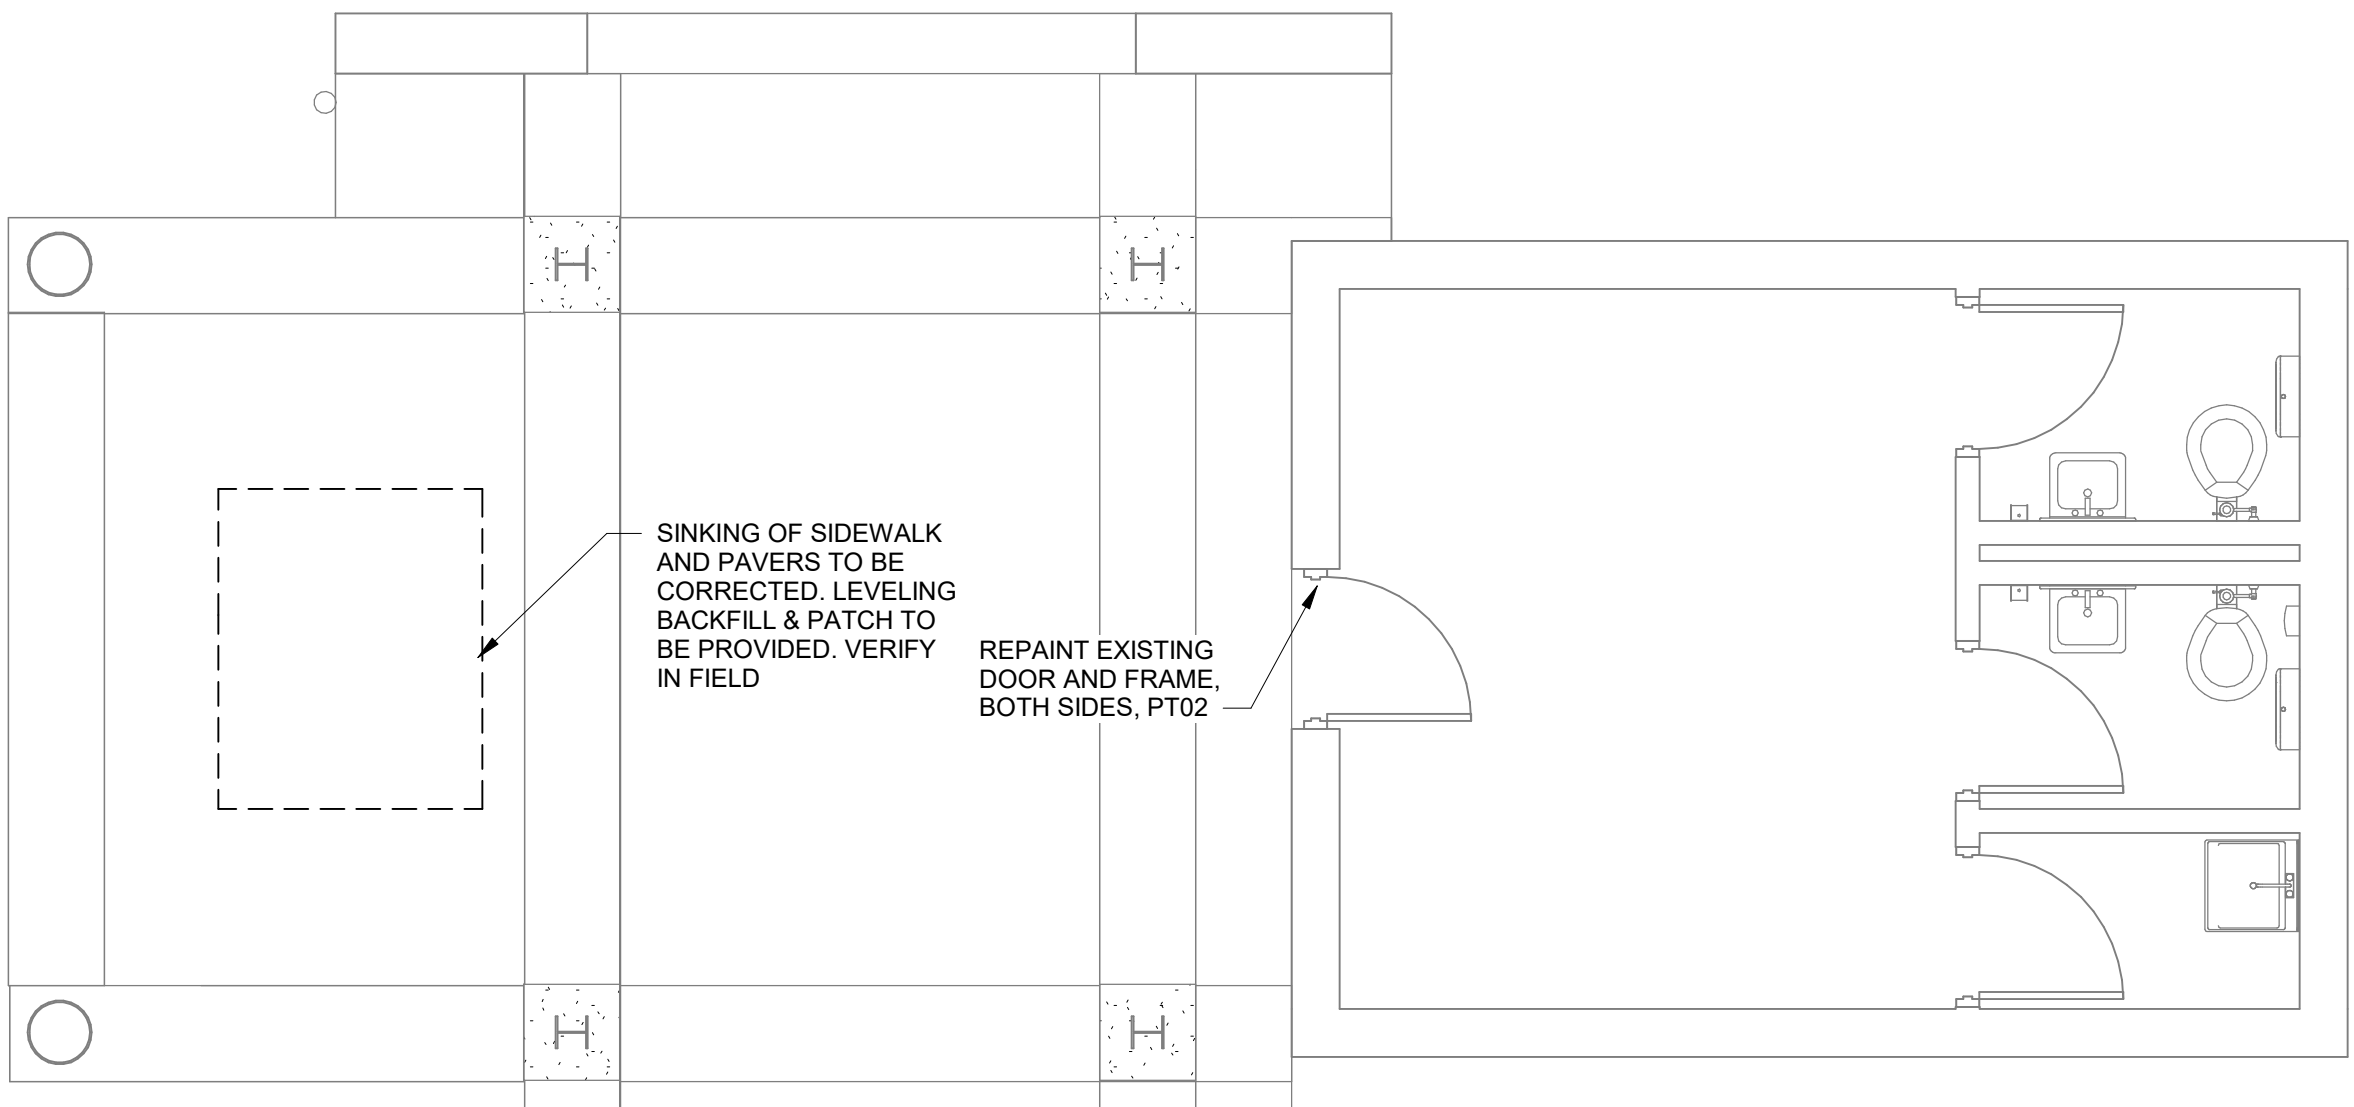 SINKING OF SIDEWALK
AND PAVERS TO BE
CORRECTED. LEVELING
BACKFILL & PATCH TO
BE PROVIDED. VERIFY
IN FIELD
REPAINT EXISTING
DOOR AND FRAME,
BOTH SIDES, PT02